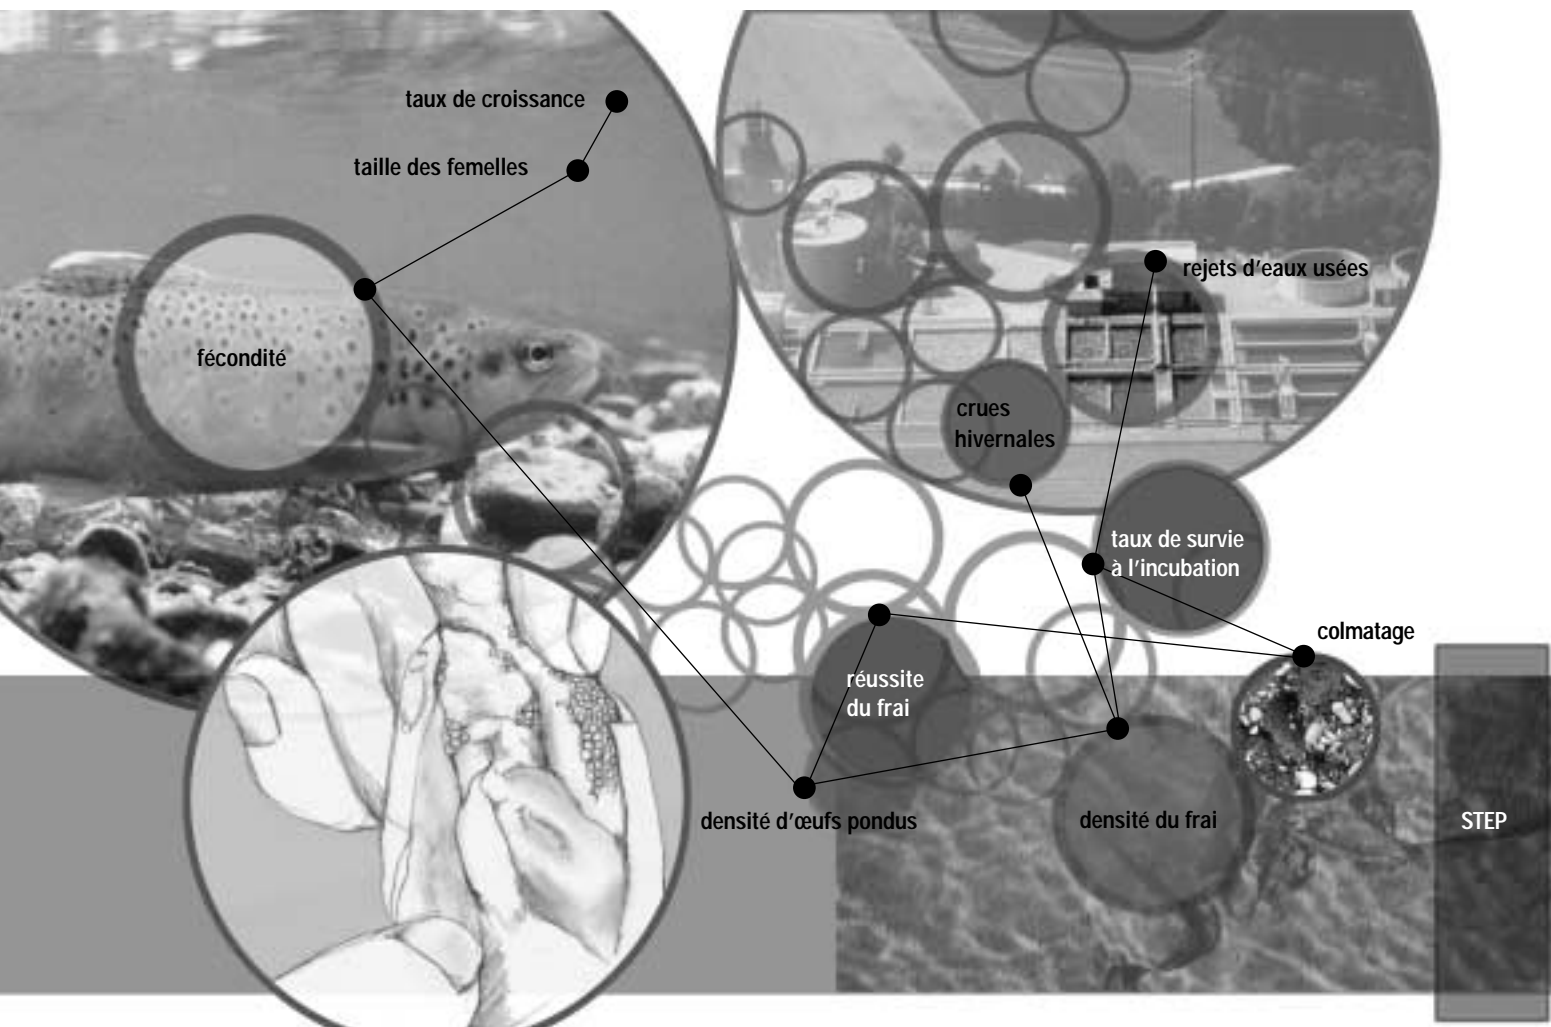 taux de croissance
taille des femelles
rejets d’eaux usées
fécondité
crues
hivernales
taux de survie
à l’incubation
colmatage
réussite
du frai
densité d’œufs pondus
densité du frai
STEP